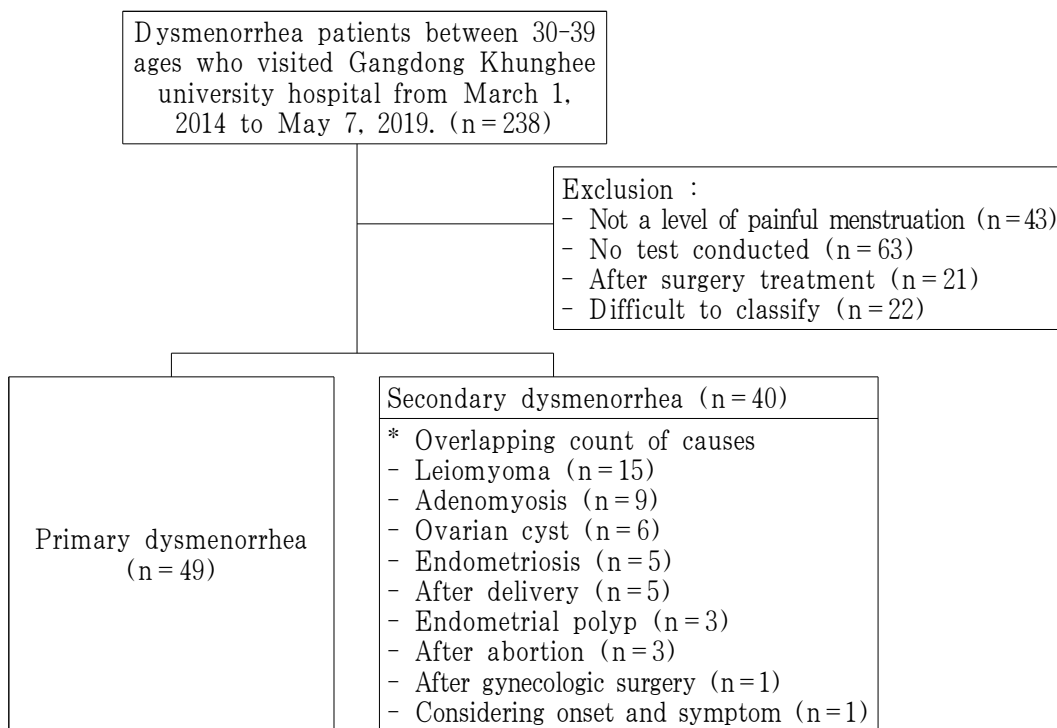 Dysmenorrhea patients between 30-39
ages who visited Gangdong Khunghee
university hospital from March 1,
2014 to May 7, 2019. (n=238)
Exclusion :
- Not a level of painful menstruation (n=43)
- No test conducted (n=63)
- After surgery treatment (n=21)
- Difficult to classify (n=22)
Primary dysmenorrhea
(n=49)
Secondary dysmenorrhea (n=40)
* Overlapping count of causes
- Leiomyoma (n=15)
- Adenomyosis (n=9)
- Ovarian cyst (n=6)
- Endometriosis (n=5)
- After delivery (n=5)
- Endometrial polyp (n=3)
- After abortion (n=3)
- After gynecologic surgery (n=1)
- Considering onset and symptom (n=1)